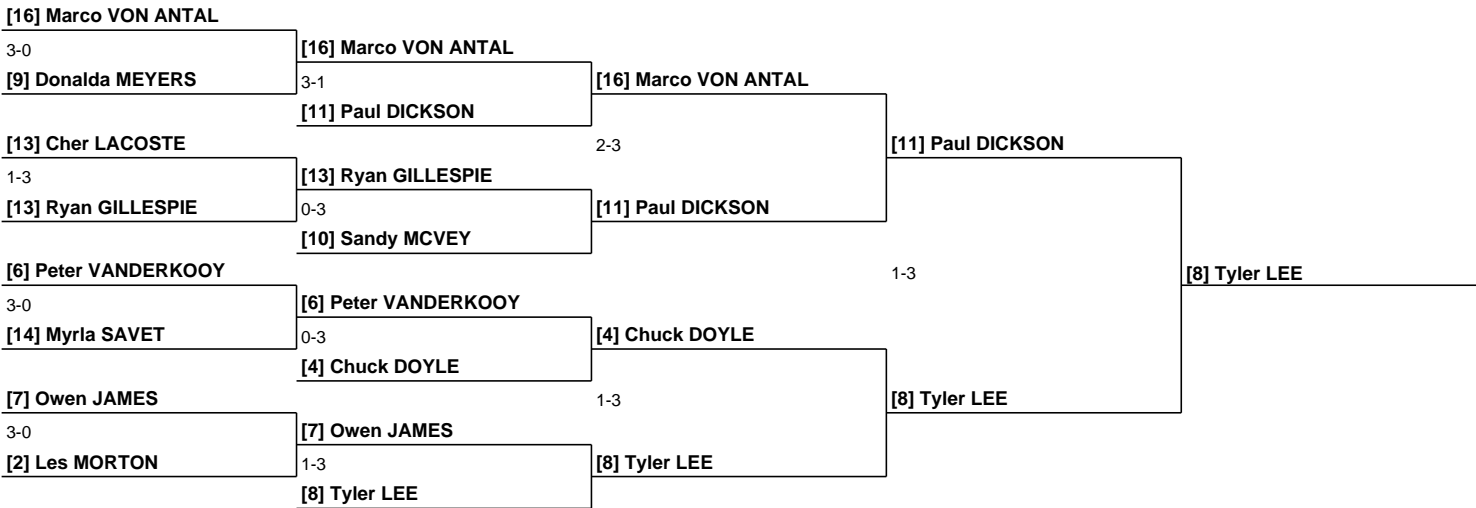 [16] Marco VON ANTAL
3-0
[9] Donalda MEYERS
[13] Cher LACOSTE
1-3
[13] Ryan GILLESPIE
[6] Peter VANDERKOOY
3-0
[14] Myrla SAVET
[7] Owen JAMES
3-0
[2] Les MORTON
[16] Marco VON ANTAL
3-1
[11] Paul DICKSON
[13] Ryan GILLESPIE
0-3
[10] Sandy MCVEY
[6] Peter VANDERKOOY
0-3
[4] Chuck DOYLE
[7] Owen JAMES
1-3
[8] Tyler LEE
[16] Marco VON ANTAL
2-3
[11] Paul DICKSON
[4] Chuck DOYLE
1-3
[8] Tyler LEE
[11] Paul DICKSON
1-3
[8] Tyler LEE
[8] Tyler LEE